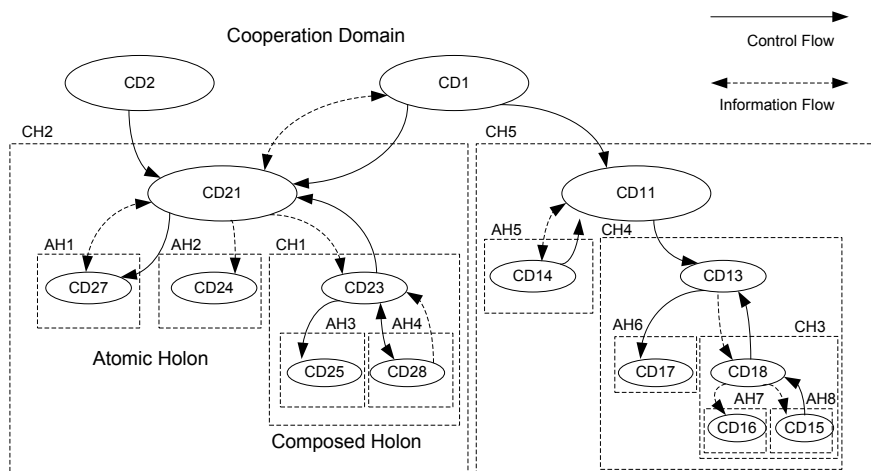 Cooperation Domain
Control Flow
CD2
CD1
Information Flow
CH2
CH5
CD21
CD11
AH1
AH2
CH1
AH5
CH4
CD27
CD24
CD23
CD14
CD13
AH3
AH4
AH6
CH3
Atomic Holon
CD25
CD28
CD17
CD18
AH7
AH8
CD16
CD15
Composed Holon